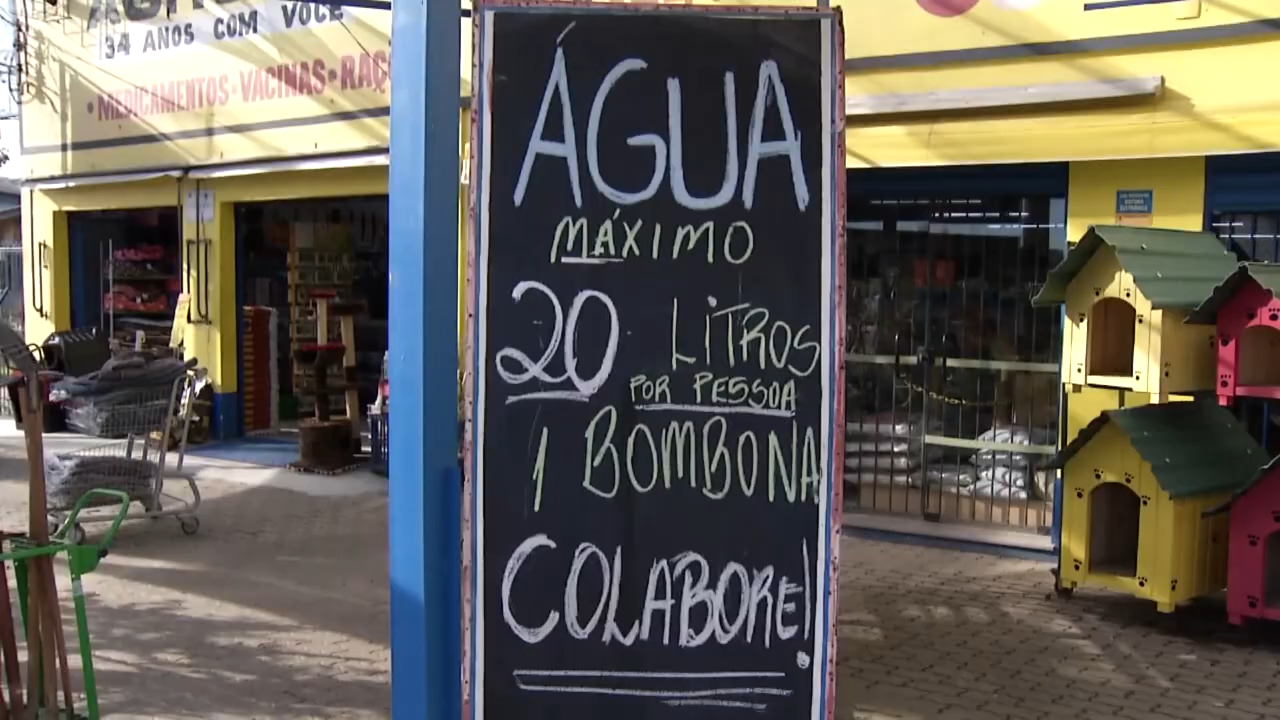 34 ANOS COM VOCÊ
• MEDICAMENTOS • VACINAS • RAÇ
ÁGUA
MÁXIMO
20 LITROS
POR PESSOA
1 BOMBONA
COLABORE!